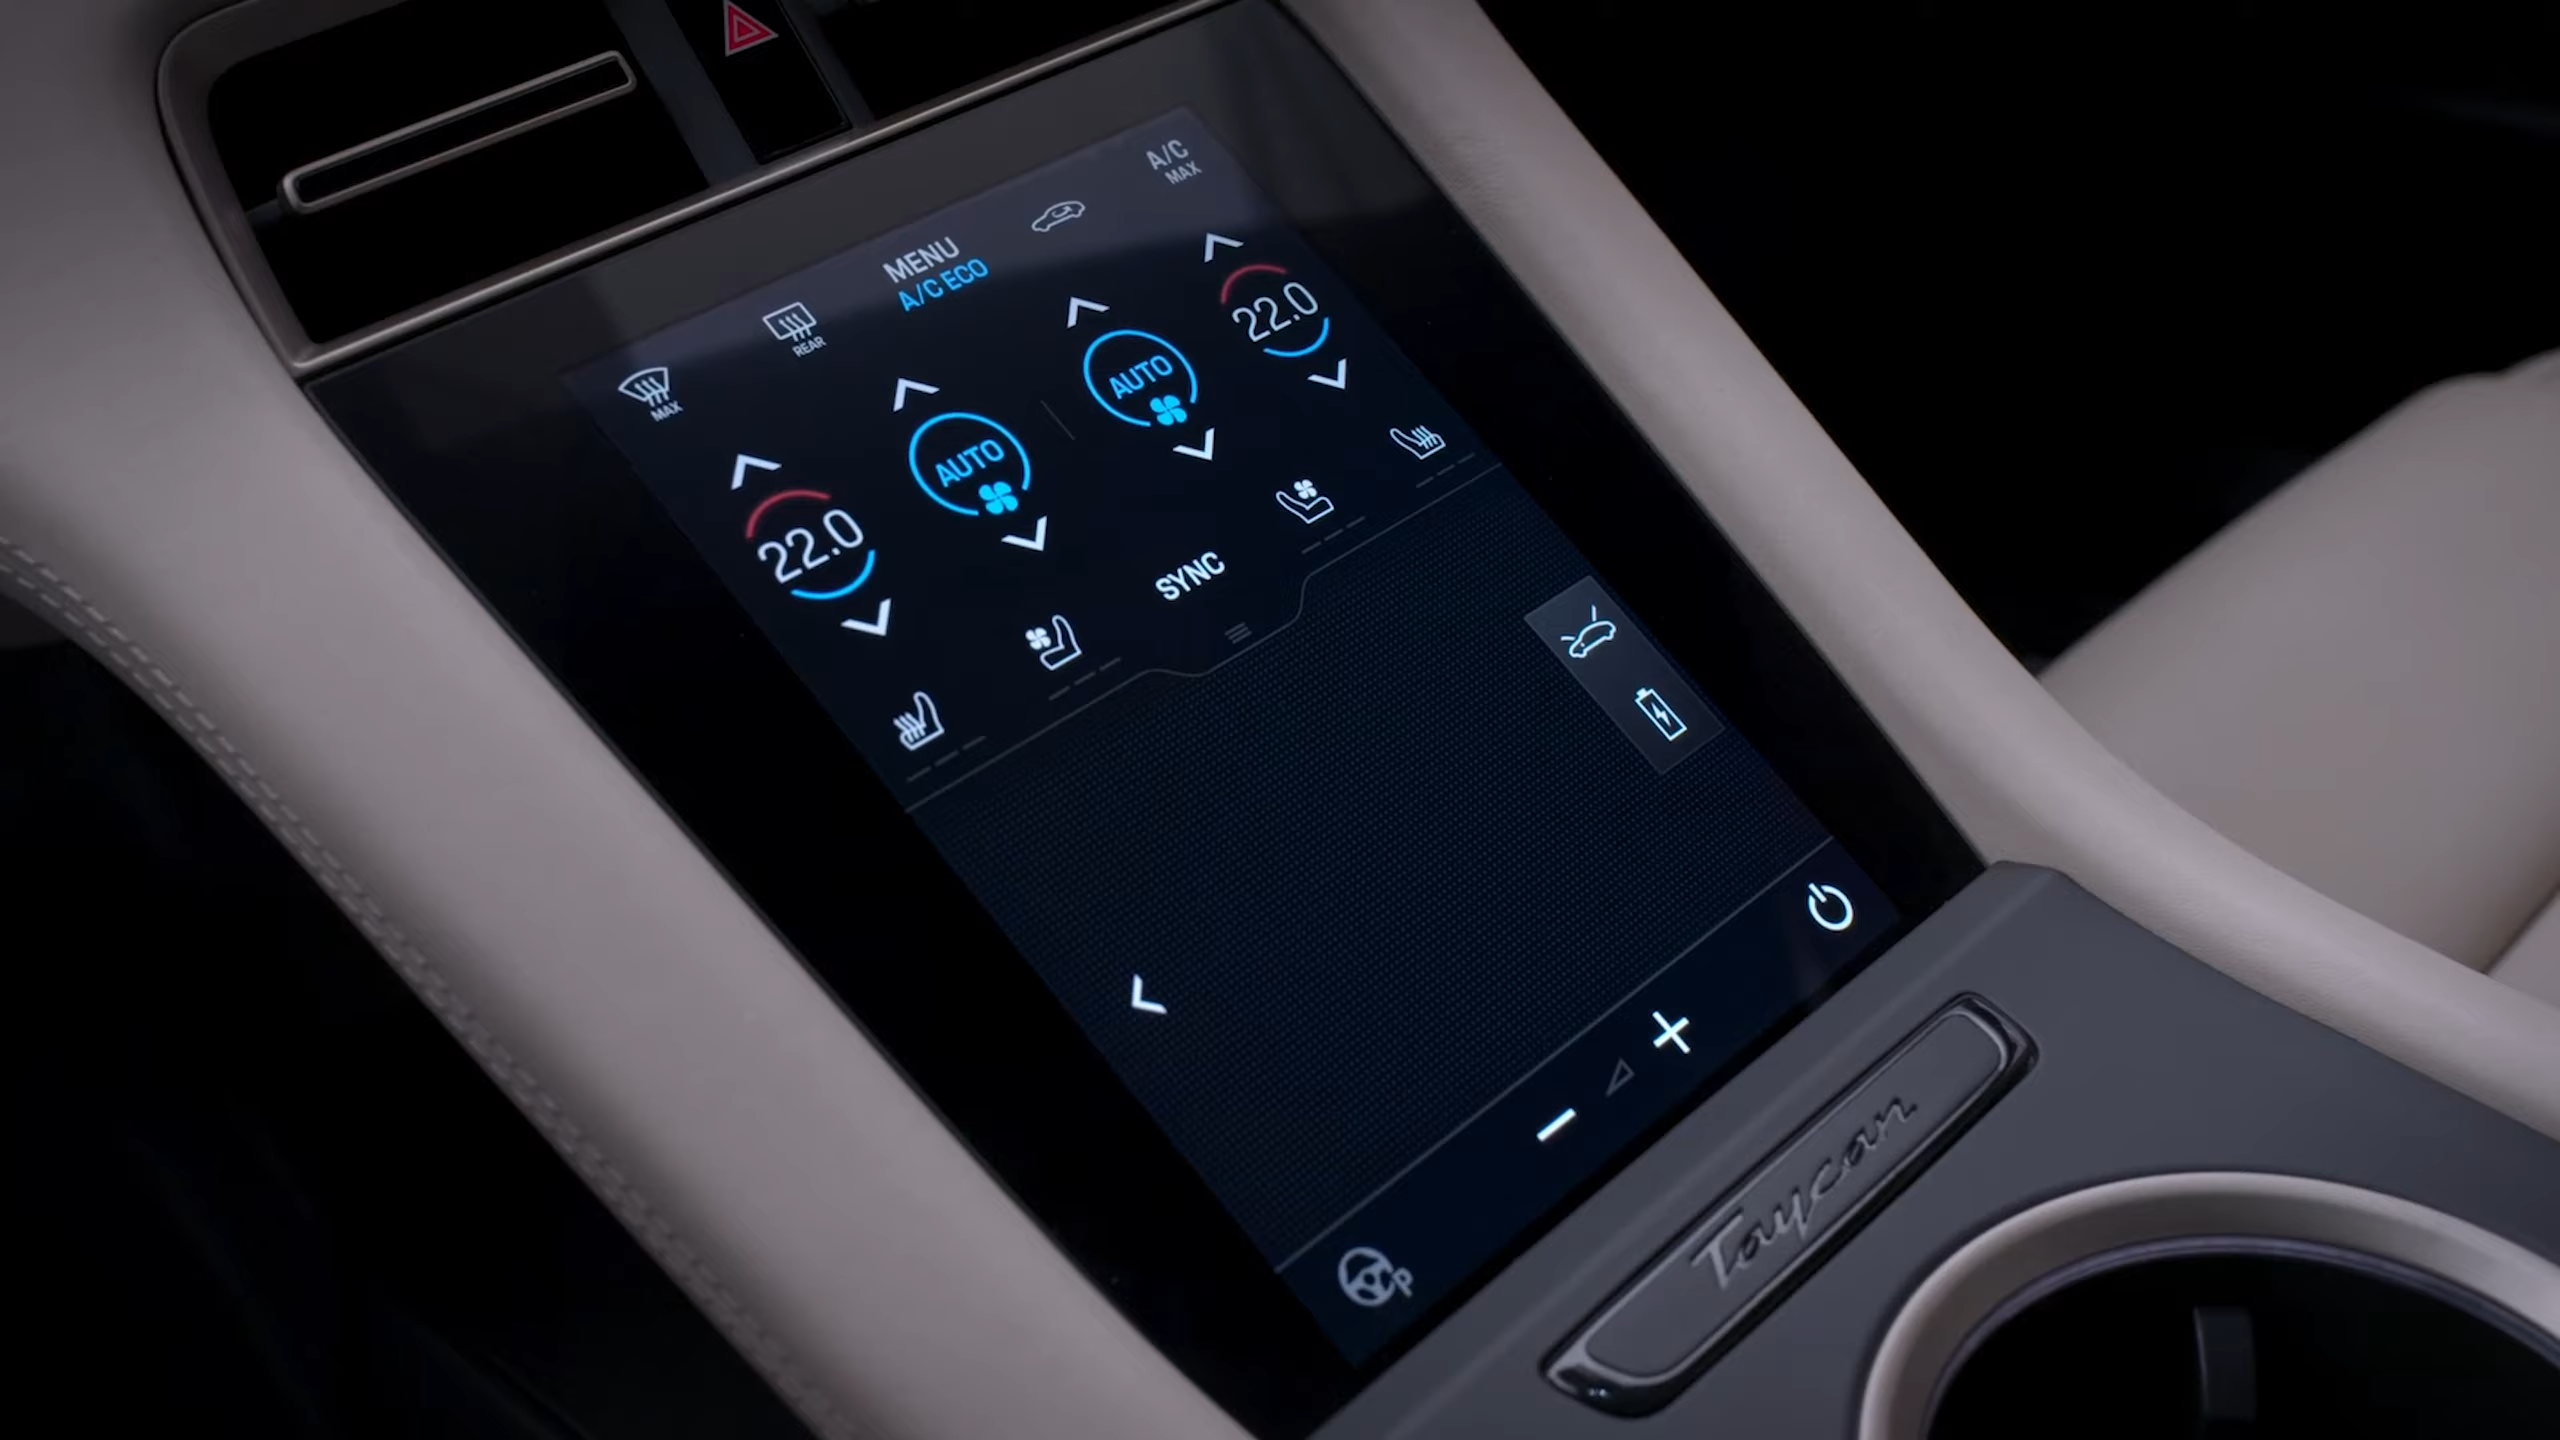 A/C
MAX
MENU
A/C ECO
REAR
MAX
22.0
AUTO
AUTO
22.0
SYNC
P
Taycan